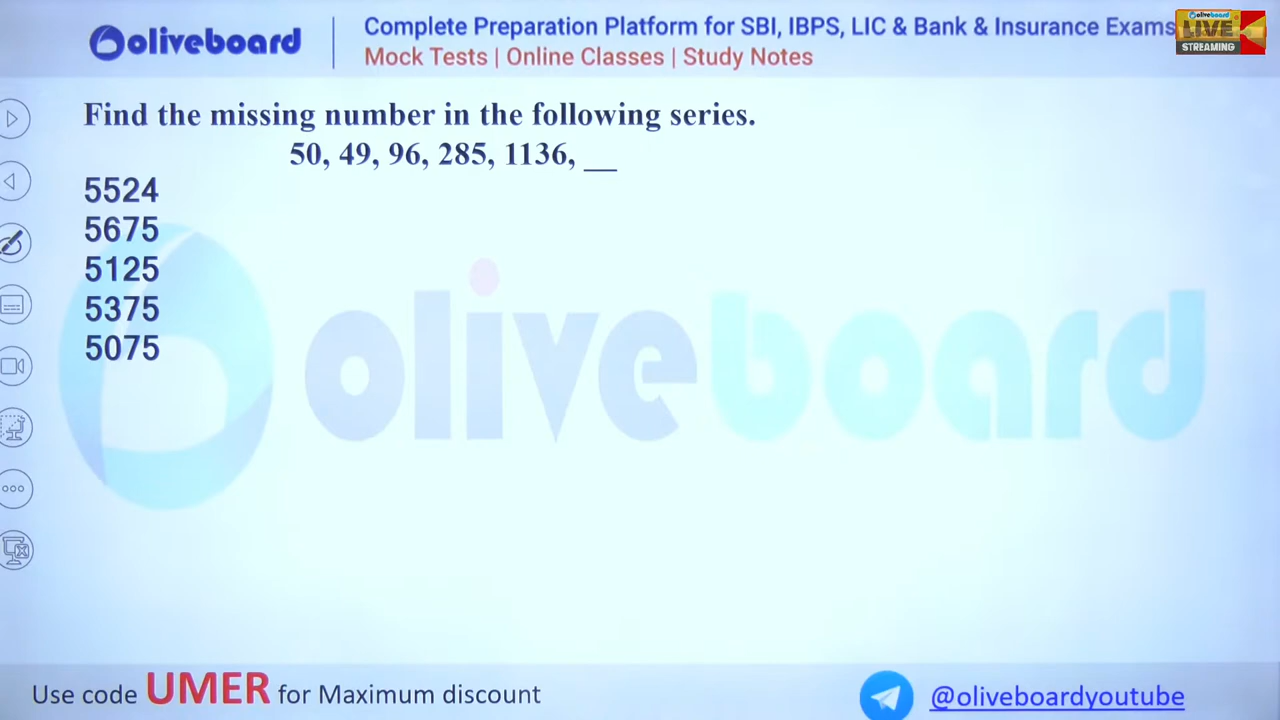 oliveboard
Complete Preparation Platform for SBI, IBPS, LIC & Bank & Insurance Exams
Mock Tests | Online Classes | Study Notes
oliveboard
LIVE
STREAMING
Find the missing number in the following series.
50, 49, 96, 285, 1136, __
5524
5675
5125
5375
5075
oliveboard
Use code UMER for Maximum discount
@oliveboardyoutube